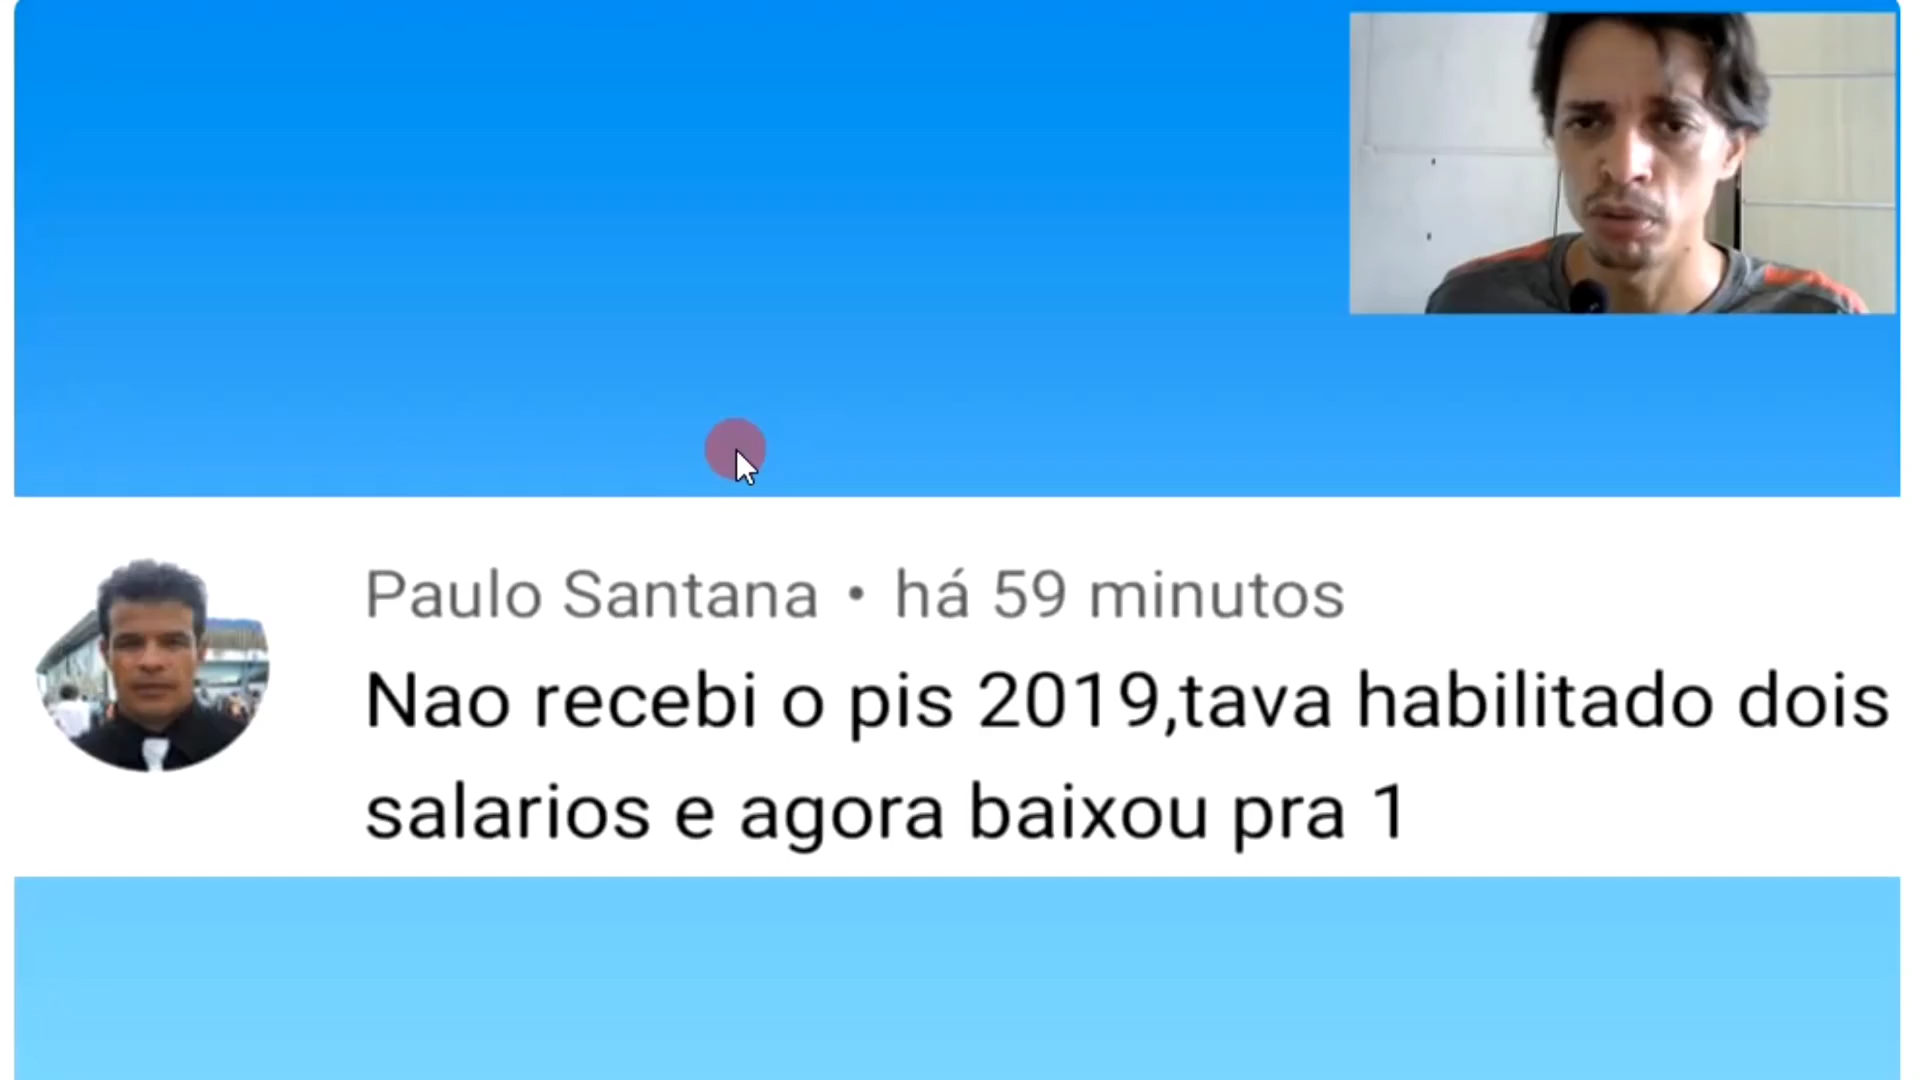 Paulo Santana • há 59 minutos
Nao recebi o pis 2019,tava habilitado dois
salarios e agora baixou pra 1